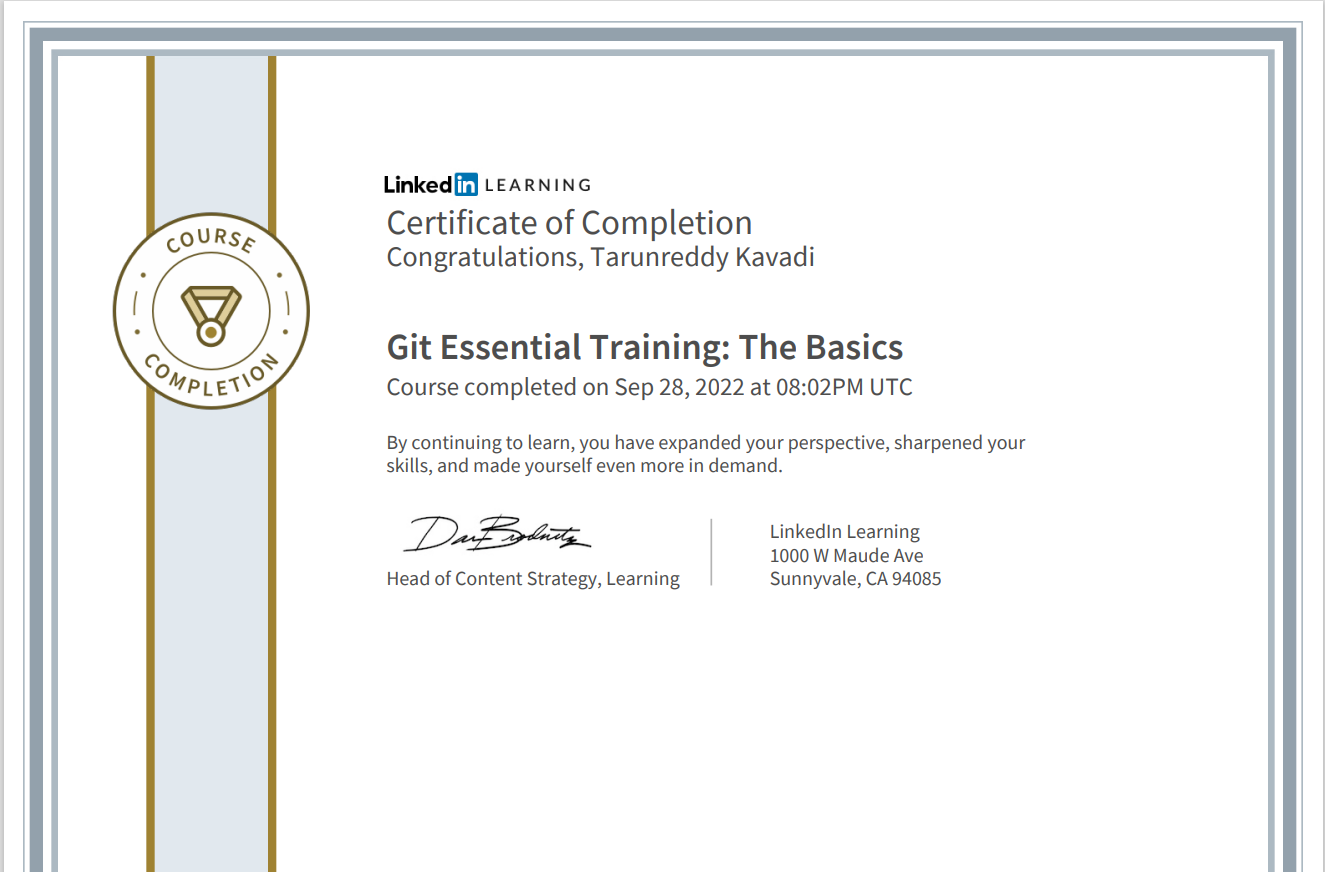 LinkedIn LEARNING
Certificate of Completion
Congratulations, Tarunreddy Kavadi
COURSE
COMPLETION
Git Essential Training: The Basics
Course completed on Sep 28, 2022 at 08:02PM UTC
By continuing to learn, you have expanded your perspective, sharpened your
skills, and made yourself even more in demand.
Head of Content Strategy, Learning
LinkedIn Learning
1000 W Maude Ave
Sunnyvale, CA 94085